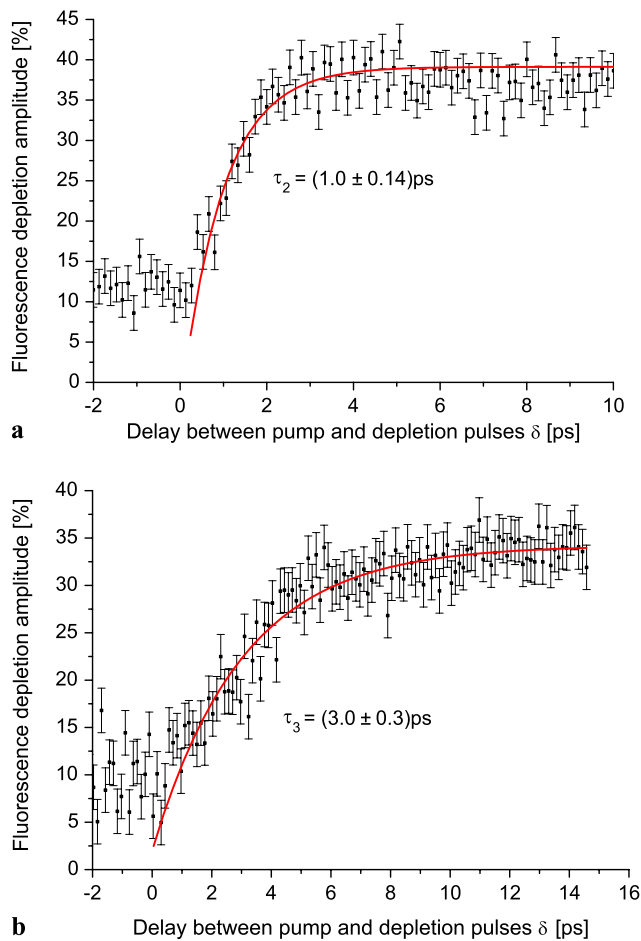 45
40
35
30
25
20
15
10
5
0
Fluorescence depletion amplitude [%]
τ2 = (1.0 ± 0.14)ps
-2 0 2 4 6 8 10
a Delay between pump and depletion pulses δ [ps]
40
35
30
25
20
15
10
5
0
Fluorescence depletion amplitude [%]
τ3 = (3.0 ± 0.3)ps
-2 0 2 4 6 8 10 12 14 16
b Delay between pump and depletion pulses δ [ps]